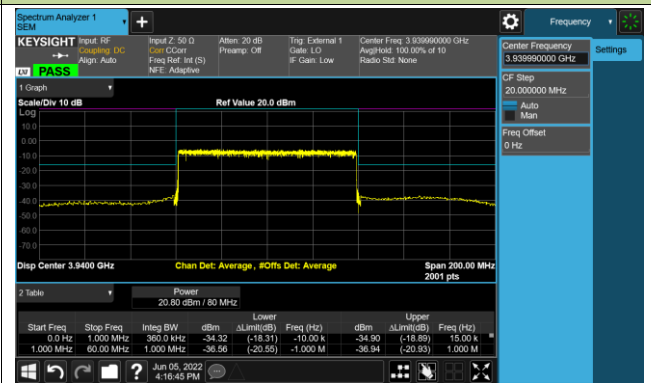 Spectrum Analyzer 1
SEM
Frequency
KEYSIGHT
Input: RF
Coupling: DC
Align: Auto
Input Z: 50 Ω
Corr CCorr
Freq Ref: Int (S)
NFE: Adaptive
Atten: 20 dB
Preamp: Off
Trig: External 1
Gate: LO
IF Gain: Low
Center Freq: 3.939990000 GHz
Avg|Hold: 100.00% of 10
Radio Std: None
LXI
PASS
Center Frequency
3.939990000 GHz
Settings
CF Step
20.000000 MHz
Auto
Man
Freq Offset
0 Hz
1 Graph
Scale/Div 10 dB
Ref Value 20.0 dBm
Log
10.0
0.00
-10.0
-20.0
-30.0
-40.0
-50.0
-60.0
-70.0
Disp Center 3.9400 GHz
Chan Det: Average , #Offs Det: Average
Span 200.00 MHz
2001 pts
2 Table
Power
20.80 dBm / 80 MHz
Lower Upper
Start Freq Stop Freq Integ BW dBm ΔLimit(dB) Freq (Hz) dBm ΔLimit(dB) Freq (Hz)
0.0 Hz 1.000 MHz 360.0 kHz -34.32 (-18.31) -10.00 k -34.90 (-18.89) 15.00 k
1.000 MHz 60.00 MHz 1.000 MHz -36.56 (-20.55) -1.000 M -36.94 (-20.93) 1.000 M
Jun 05, 2022
4:16:45 PM